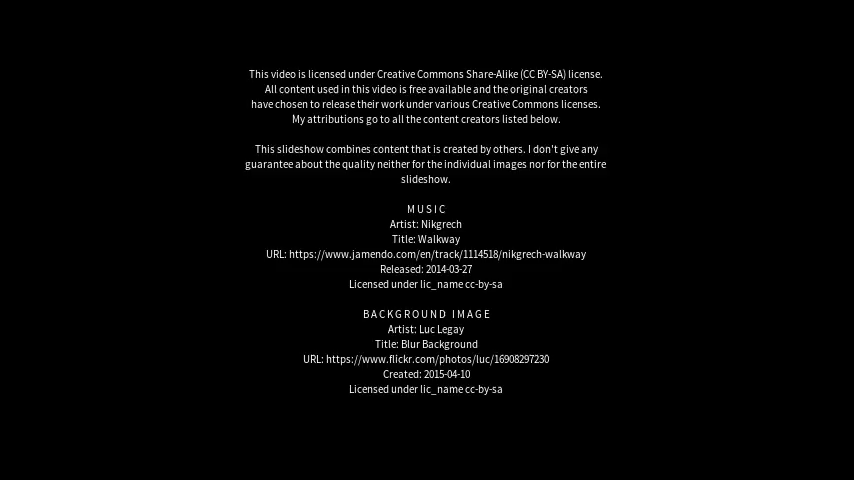 This video is licensed under Creative Commons Share-Alike (CC BY-SA) license.
All content used in this video is free available and the original creators
have chosen to release their work under various Creative Commons licenses.
My attributions go to all the content creators listed below.
This slideshow combines content that is created by others. I don't give any
guarantee about the quality neither for the individual images nor for the entire
slideshow.
MUSIC
Artist: Nikgrech
Title: Walkway
URL: https://www.jamendo.com/en/track/1114518/nikgrech-walkway
Released: 2014-03-27
Licensed under lic_name cc-by-sa
BACKGROUND IMAGE
Artist: Luc Legay
Title: Blur Background
URL: https://www.flickr.com/photos/luc/16908297230
Created: 2015-04-10
Licensed under lic_name cc-by-sa